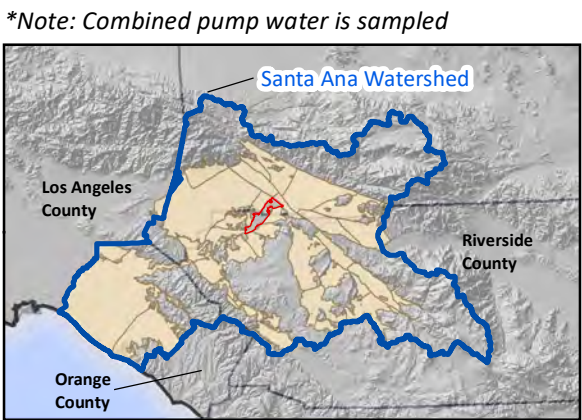 *Note: Combined pump water is sampled
Santa Ana Watershed
Los Angeles
County
Riverside
County
Orange
County